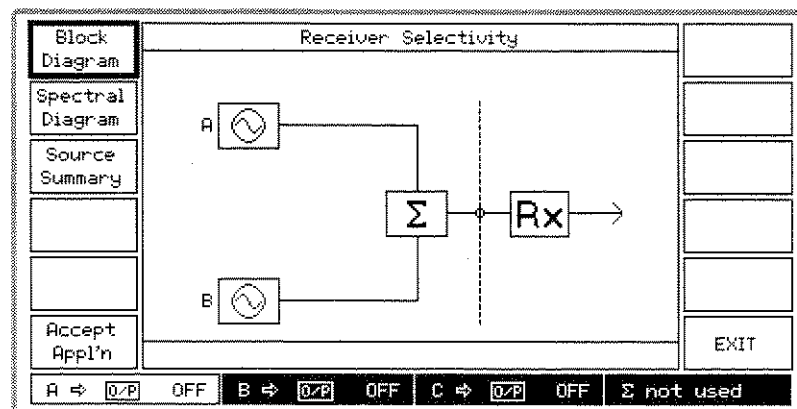 Block
Diagram
Receiver Selectivity
Spectral
Diagram
Source
Summary
A
Σ
Rx
B
Accept
Appl'n
EXIT
A ⇨ O/P OFF B ⇨ O/P OFF C ⇨ O/P OFF Σ not used